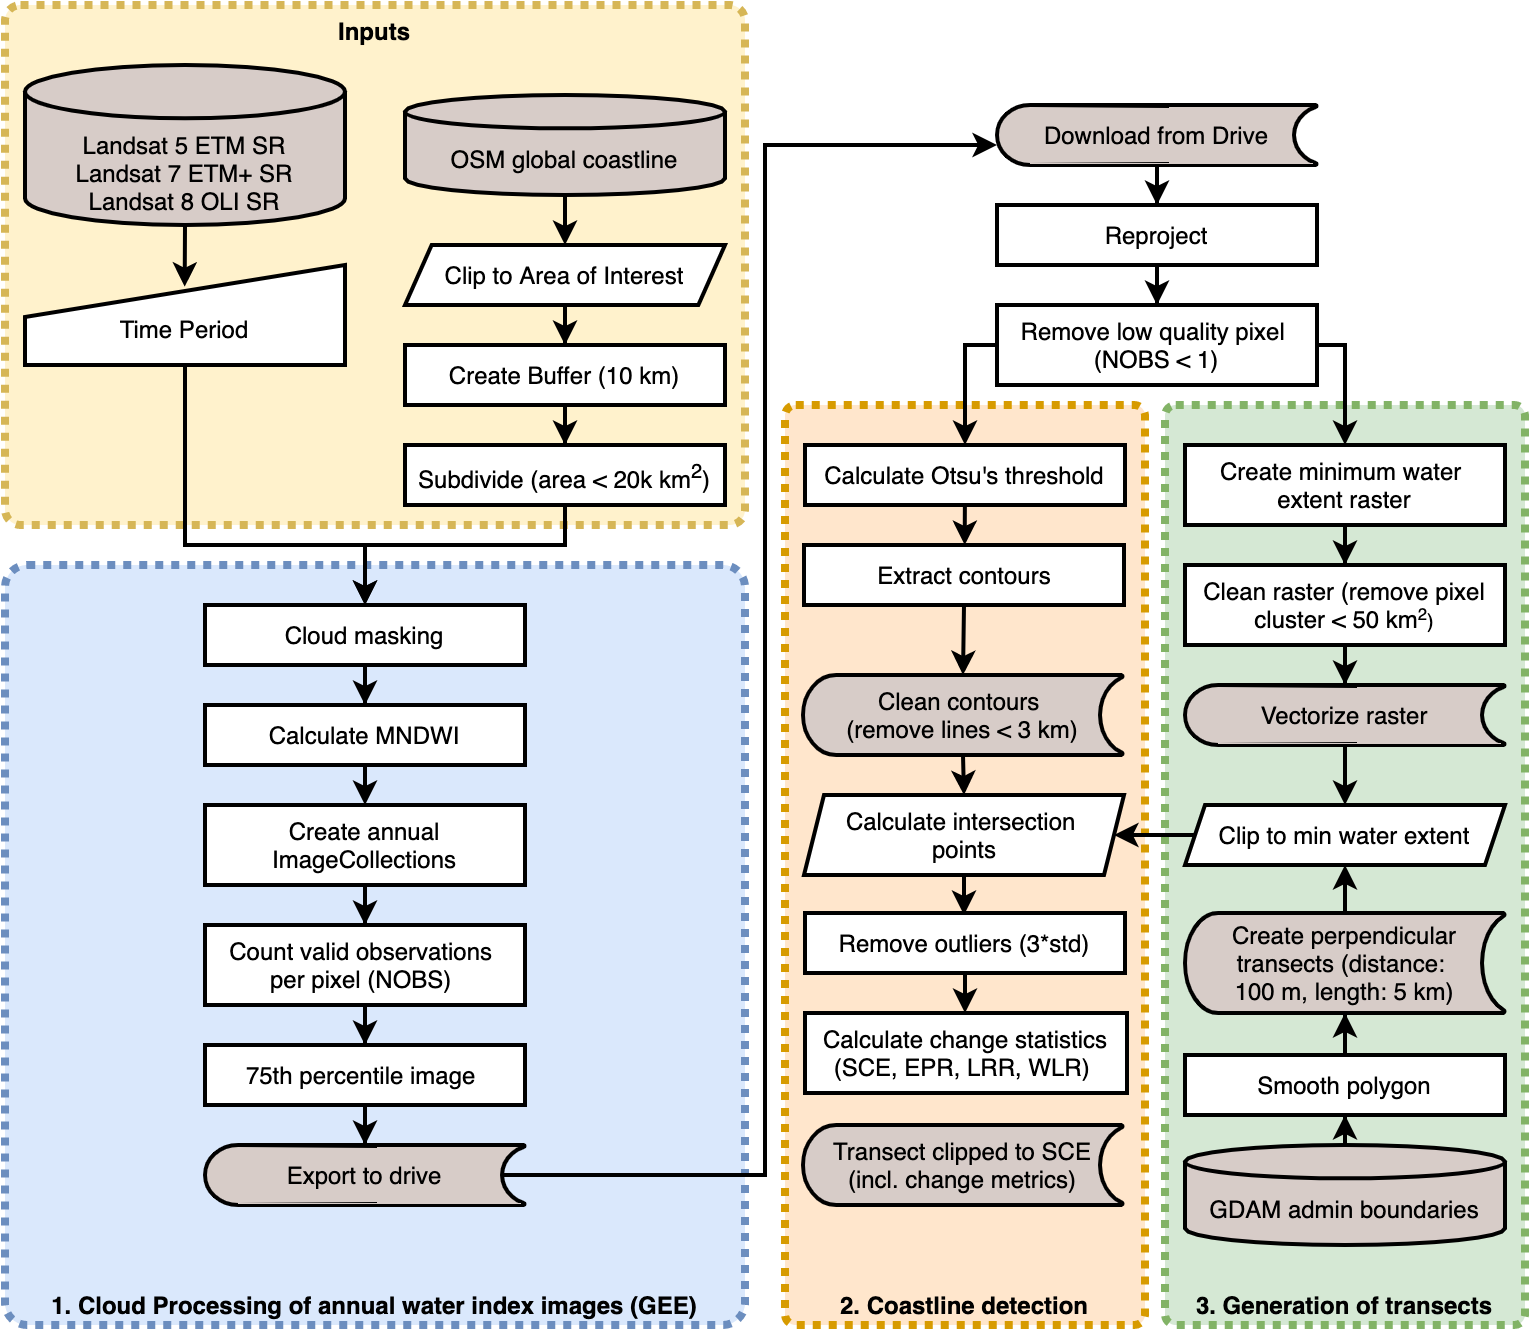 Inputs
Landsat 5 ETM SR
Landsat 7 ETM+ SR
Landsat 8 OLI SR
Time Period
OSM global coastline
Clip to Area of Interest
Create Buffer (10 km)
Subdivide (area < 20k km²)
Cloud masking
Calculate MNDWI
Create annual
ImageCollections
Count valid observations
per pixel (NOBS)
75th percentile image
Export to drive
1. Cloud Processing of annual water index images (GEE)
Download from Drive
Reproject
Remove low quality pixel
(NOBS < 1)
Calculate Otsu's threshold
Extract contours
Clean contours
(remove lines < 3 km)
Calculate intersection
points
Remove outliers (3*std)
Calculate change statistics
(SCE, EPR, LRR, WLR)
Transect clipped to SCE
(incl. change metrics)
2. Coastline detection
Create minimum water
extent raster
Clean raster (remove pixel
cluster < 50 km²)
Vectorize raster
Clip to min water extent
Create perpendicular
transects (distance:
100 m, length: 5 km)
Smooth polygon
GDAM admin boundaries
3. Generation of transects